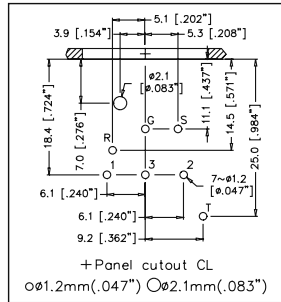 5.1 [.202"]
3.9 [.154"] 5.3 [.208"]
ø2.1
[ø.083"]
18.4 [.724"]
7.0 [.276"]
11.1 [.437"]
14.5 [.571"]
25.0 [.984"]
G S
R
1 3 2
7~ø1.2
[ø.047"]
6.1 [.240"]
6.1 [.240"]
T
9.2 [.362"]
+Panel cutout CL
oø1.2mm(.047") Oø2.1mm(.083")